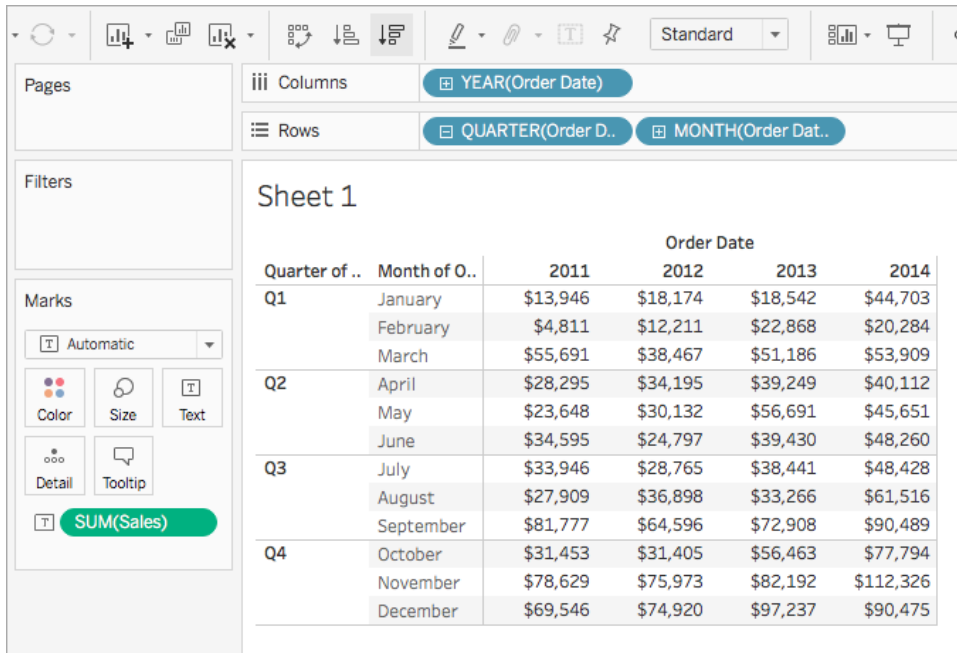 Standard
Pages
Columns
YEAR(Order Date)
Rows
QUARTER(Order D..
MONTH(Order Dat..
Filters
Marks
T Automatic
Color
Size
T
Text
Detail
Tooltip
T SUM(Sales)
Sheet 1
Order Date
Quarter of .. Month of O.. 2011 2012 2013 2014
Q1 January $13,946 $18,174 $18,542 $44,703
February $4,811 $12,211 $22,868 $20,284
March $55,691 $38,467 $51,186 $53,909
Q2 April $28,295 $34,195 $39,249 $40,112
May $23,648 $30,132 $56,691 $45,651
June $34,595 $24,797 $39,430 $48,260
Q3 July $33,946 $28,765 $38,441 $48,428
August $27,909 $36,898 $33,266 $61,516
September $81,777 $64,596 $72,908 $90,489
Q4 October $31,453 $31,405 $56,463 $77,794
November $78,629 $75,973 $82,192 $112,326
December $69,546 $74,920 $97,237 $90,475